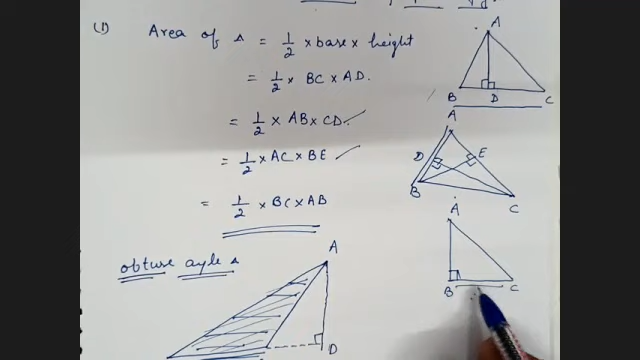 (1) Area of Δ = 1/2 × base × height
= 1/2 × BC × AD.
= 1/2 × AB × CD.
= 1/2 × AC × BE
= 1/2 × BC × AB
obtuse angle Δ
A
D
A
B D C
A
D E
B C
A
B C